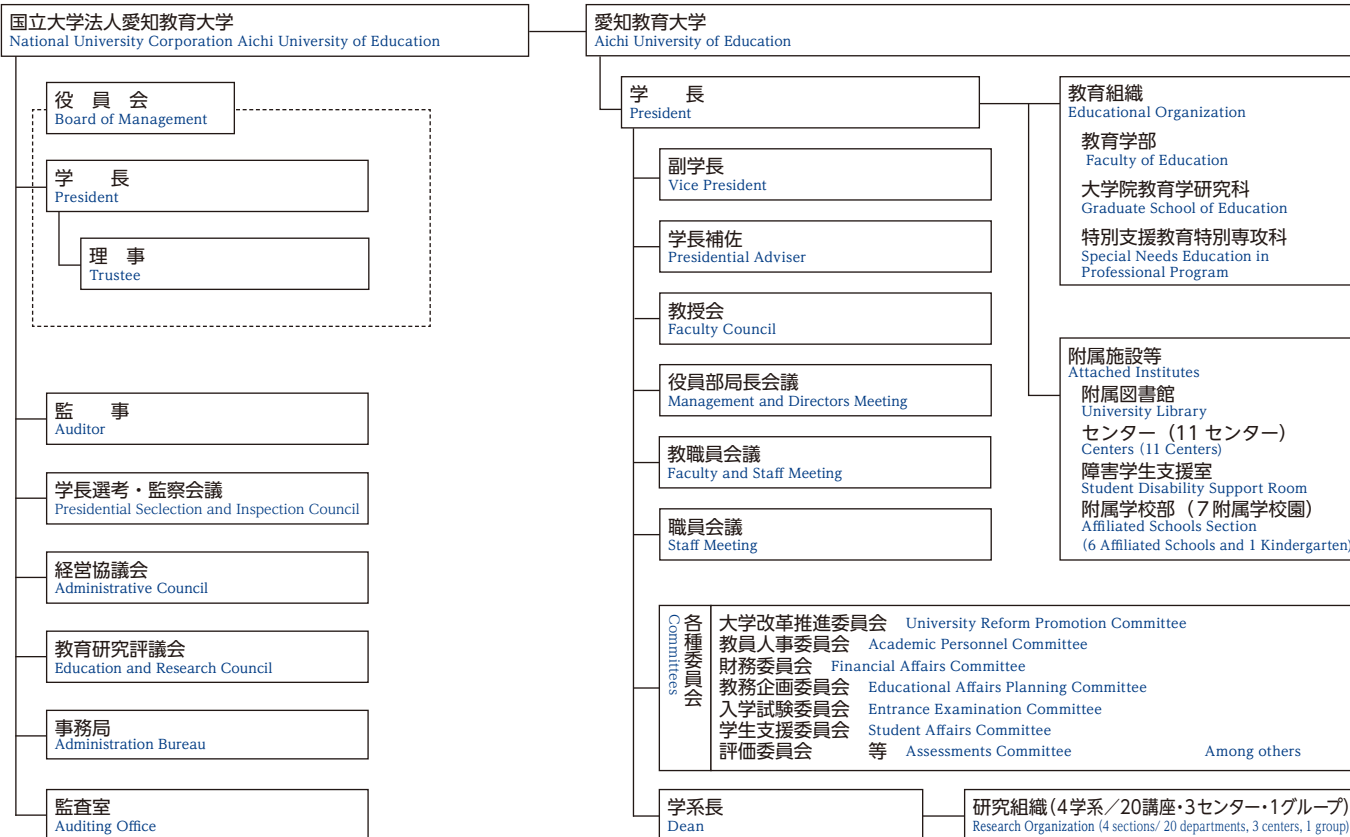 国立大学法人愛知教育大学
National University Corporation Aichi University of Education
役 員 会
Board of Management
学 長
President
理 事
Trustee
監 事
Auditor
学長選考・監察会議
Presidential Seclection and Inspection Council
経営協議会
Administrative Council
教育研究評議会
Education and Research Council
事務局
Administration Bureau
監査室
Auditing Office
愛知教育大学
Aichi University of Education
学 長
President
副学長
Vice President
学長補佐
Presidential Adviser
教授会
Faculty Council
役員部局長会議
Management and Directors Meeting
教職員会議
Faculty and Staff Meeting
職員会議
Staff Meeting
各種委員会
Committees
大学改革推進委員会 University Reform Promotion Committee
教員人事委員会 Academic Personnel Committee
財務委員会 Financial Affairs Committee
教務企画委員会 Educational Affairs Planning Committee
入学試験委員会 Entrance Examination Committee
学生支援委員会 Student Affairs Committee
評価委員会 等 Assessments Committee Among others
学系長
Dean
研究組織(4学系/20講座・3センター・1グループ)
Research Organization (4 sections/ 20 departments, 3 centers, 1 group)
教育組織
Educational Organization
教育学部
Faculty of Education
大学院教育学研究科
Graduate School of Education
特別支援教育特別専攻科
Special Needs Education in
Professional Program
附属施設等
Attached Institutes
附属図書館
University Library
センター(11 センター)
Centers (11 Centers)
障害学生支援室
Student Disability Support Room
附属学校部(7附属学校園)
Affiliated Schools Section
(6 Affiliated Schools and 1 Kindergarten)